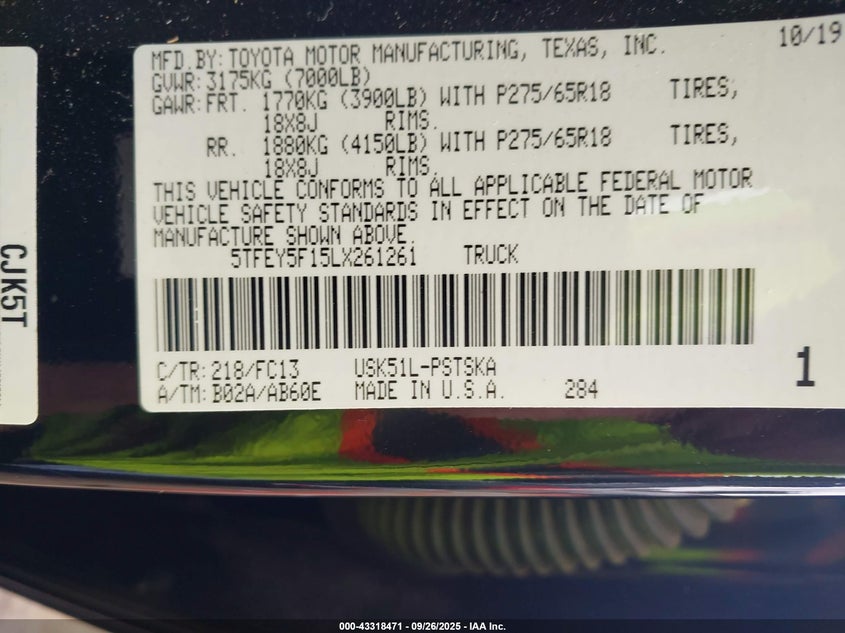 MFD.BY: TOYOTA MOTOR MANUFACTURING, TEXAS, INC. 10/19
GVWR: 3175KG (7000LB)
GAWR: FRT. 1770KG (3900LB) WITH P275/65R18 TIRES,
18X8J RIMS.
RR. 1880KG (4150LB) WITH P275/65R18 TIRES,
18X8J RIMS.
THIS VEHICLE CONFORMS TO ALL APPLICABLE FEDERAL MOTOR
VEHICLE SAFETY STANDARDS IN EFFECT ON THE DATE OF
MANUFACTURE SHOWN ABOVE.
5TFEY5F15LX261261 TRUCK
C/TR: 218/FC13 USK51L-PSTSKA
A/TM: B02A/AB60E MADE IN U.S.A. 284
1
CJK5T
000-43318471 - 09/26/2025 - IAA Inc.